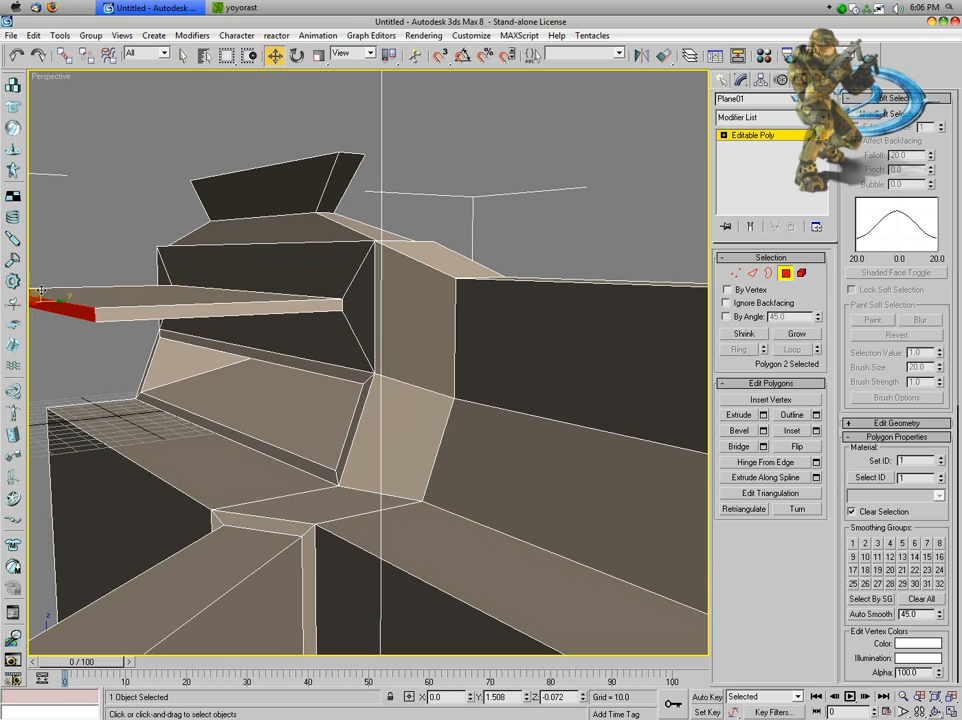 Untitled - Autodesk ...
yoyorast
6:06 PM
Untitled - Autodesk 3ds Max 8 - Stand-alone License
File Edit Tools Group Views Create Modifiers Character reactor Animation Graph Editors Rendering Customize MAXScript Help Tentacles
All
View
3
Perspective
Plane01
Modifier List
Editable Poly
Selection
By Vertex
Ignore Backfacing
By Angle: 45.0
Shrink Grow
Ring Loop
Polygon 2 Selected
Edit Polygons
Insert Vertex
Extrude Outline
Bevel Inset
Bridge Flip
Hinge From Edge
Extrude Along Spline
Edit Triangulation
Retriangulate Turn
Soft Selec
Use Soft Selec
1
Affect Backfacing
Falloff: 20.0
Pinch: 0.0
Bubble: 0.0
20.0 0.0 20.0
Shaded Face Toggle
Lock Soft Selection
Paint Soft Selection
Paint Blur
Revert
Selection Value 1.0
Brush Size 20.0
Brush Strength 1.0
Brush Options
Edit Geometry
Polygon Properties
Material:
Set ID: 1
Select ID 1
Clear Selection
Smoothing Groups:
1 2 3 4 5 6 7 8
9 10 11 12 13 14 15 16
17 18 19 20 21 22 23 24
25 26 27 28 29 30 31 32
Select By SG Clear All
Auto Smooth 45.0
Edit Vertex Colors
Color:
Illumination:
Alpha: 100.0
y
z
0 / 100
0 10 20 30 40 50 60 70 80 90 100
1 Object Selected
X 0.0 Y 1.508 Z -0.072
Grid = 10.0
Auto Key Selected
Click or click-and-drag to select objects
Add Time Tag
Set Key Key Filters...
0